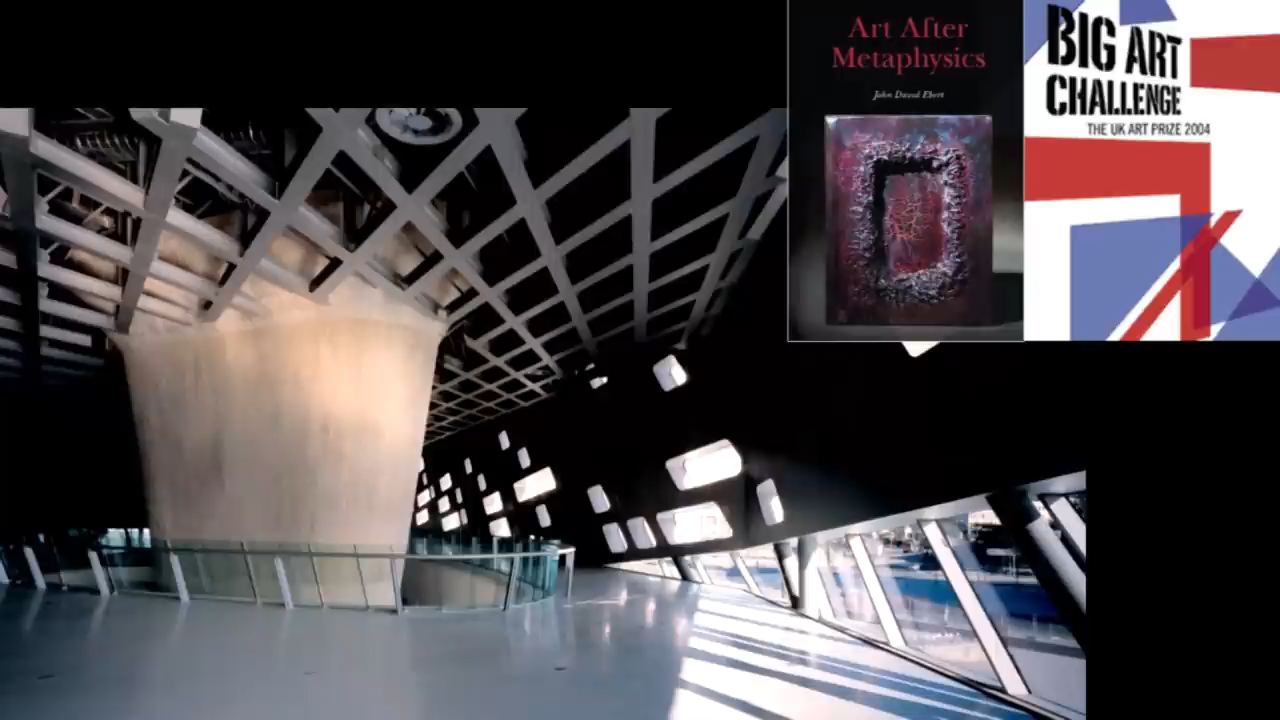 Art After
Metaphysics
John David Ebert
BIG ART
CHALLENGE
THE UK ART PRIZE 2004